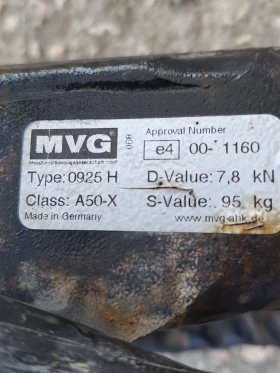 MVG
Approval Number
e4 00-1160
Type: 0925 H
D-Value: 7,8 kN
Class: A50-X
S-Value: 95 kg
Made in Germany
www.mvg-ahk.de